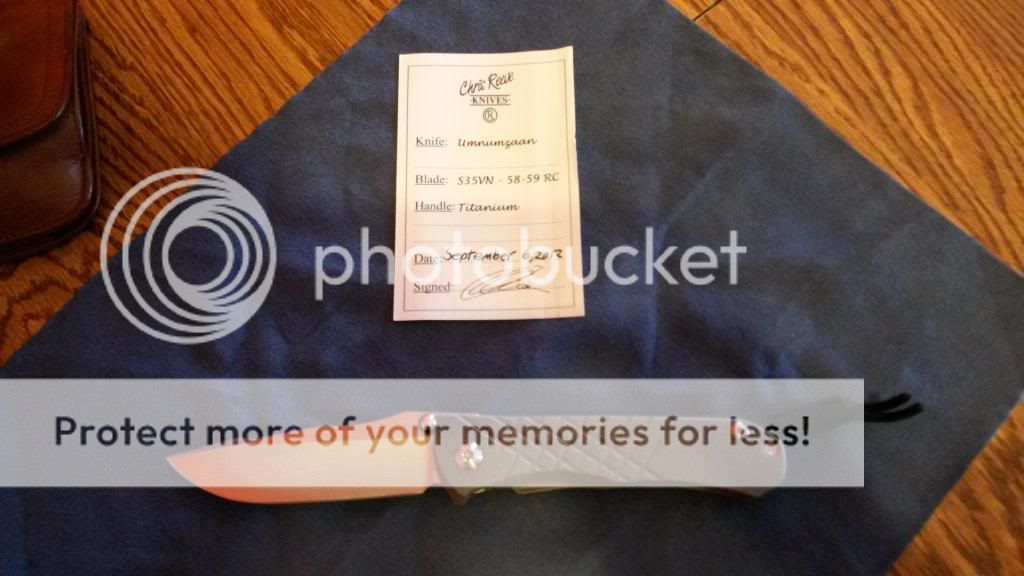 Chris Reeve
·KNIVES·
®
Knife: Umnumzaan
Blade: S35VN - 58-59 RC
Handle: Titanium
photobucket
Date: September 6, 2012
Signed:
Protect more of your memories for less!